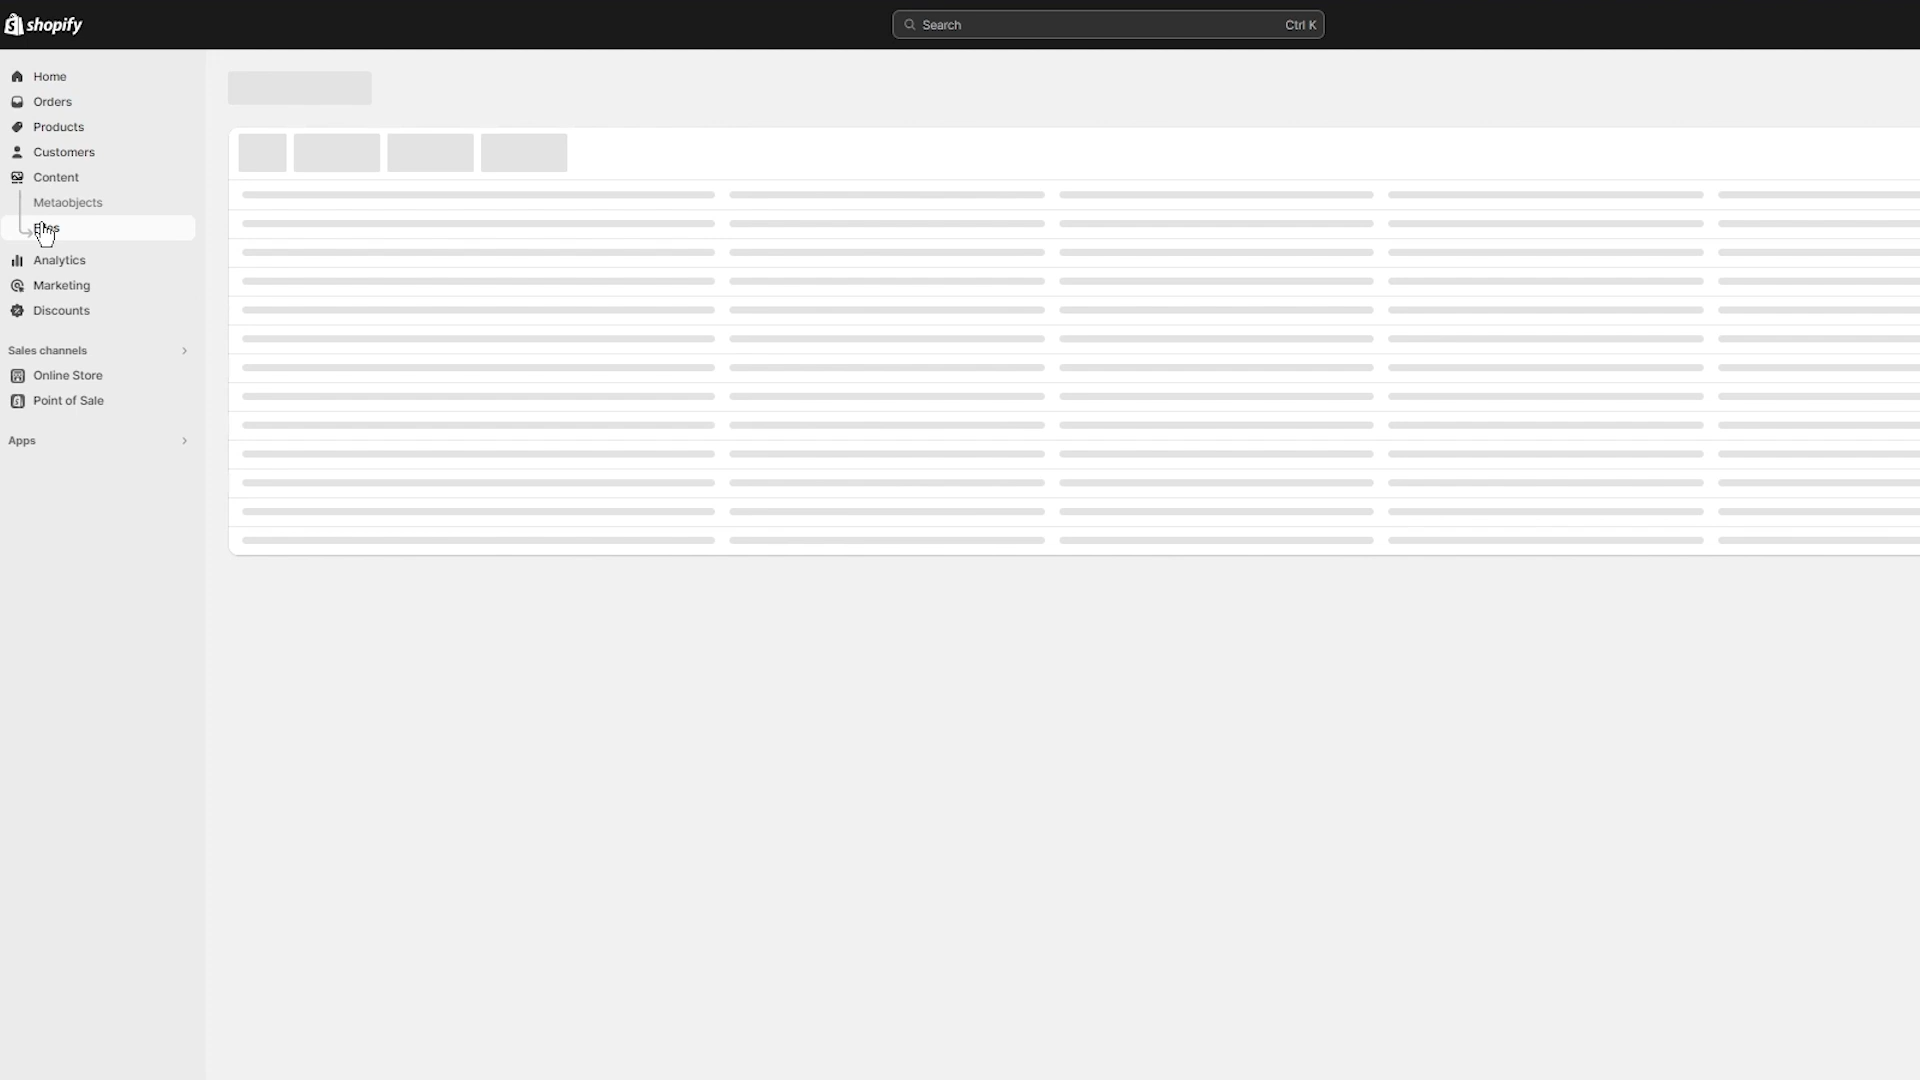 shopify
Search
Ctrl K
Home
Orders
Products
Customers
Content
Metaobjects
Analytics
Marketing
Discounts
Sales channels
Online Store
Point of Sale
Apps